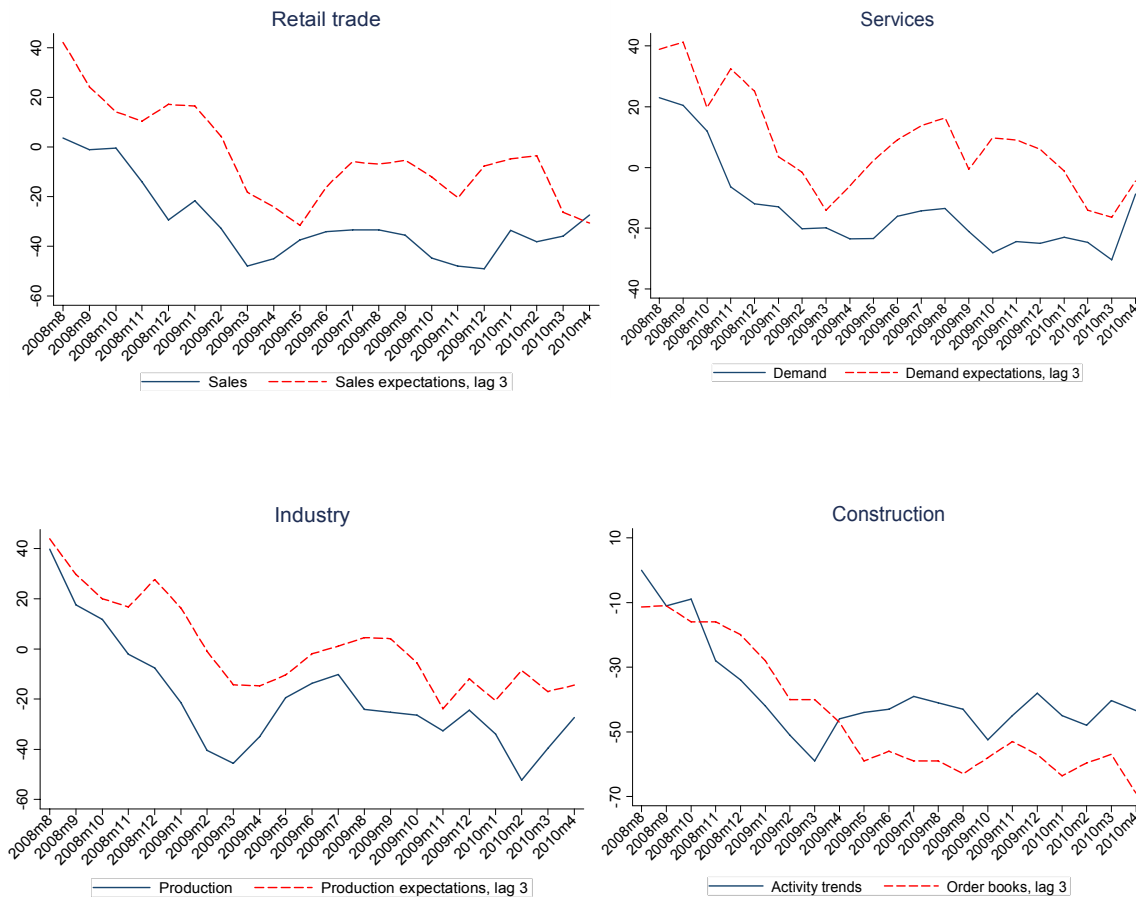 Retail trade
40
20
0
-20
-40
-60
2008m8
2008m9
2008m10
2008m11
2008m12
2009m1
2009m2
2009m3
2009m4
2009m5
2009m6
2009m7
2009m8
2009m9
2009m10
2009m11
2009m12
2010m1
2010m2
2010m3
2010m4
Sales Sales expectations, lag 3
Services
40
20
0
-20
-40
2008m8
2008m9
2008m10
2008m11
2008m12
2009m1
2009m2
2009m3
2009m4
2009m5
2009m6
2009m7
2009m8
2009m9
2009m10
2009m11
2009m12
2010m1
2010m2
2010m3
2010m4
Demand Demand expectations, lag 3
Industry
40
20
0
-20
-40
-60
2008m8
2008m9
2008m10
2008m11
2008m12
2009m1
2009m2
2009m3
2009m4
2009m5
2009m6
2009m7
2009m8
2009m9
2009m10
2009m11
2009m12
2010m1
2010m2
2010m3
2010m4
Production Production expectations, lag 3
Construction
10
-10
-30
-50
-70
2008m8
2008m9
2008m10
2008m11
2008m12
2009m1
2009m2
2009m3
2009m4
2009m5
2009m6
2009m7
2009m8
2009m9
2009m10
2009m11
2009m12
2010m1
2010m2
2010m3
2010m4
Activity trends Order books, lag 3